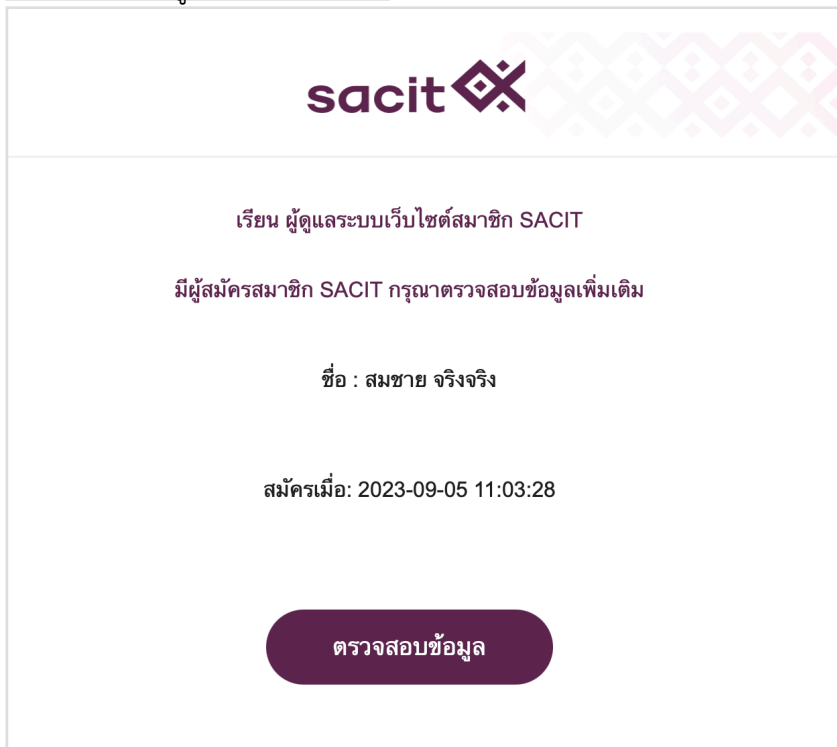 sacit
เรียน ผู้ดูแลระบบเว็บไซต์สมาชิก SACIT
มีผู้สมัครสมาชิก SACIT กรุณาตรวจสอบข้อมูลเพิ่มเติม
ชื่อ : สมชาย จริงจริง
สมัครเมื่อ: 2023-09-05 11:03:28
ตรวจสอบข้อมูล